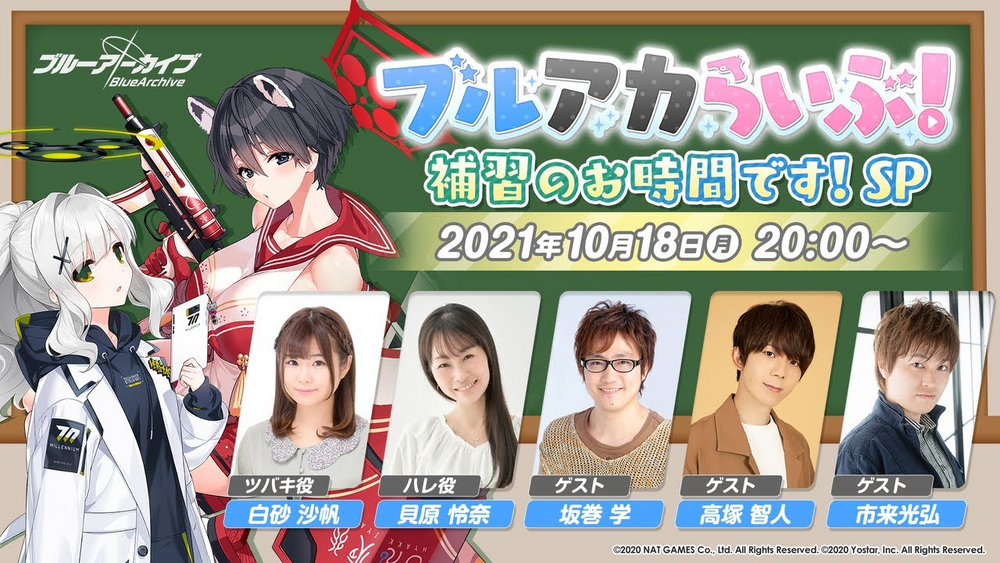 ブルーアーカイブ
BlueArchive
ブルアカらいぶ!
補習のお時間です! SP
2021年10月18日(月) 20:00～
MILLENNIUM
ツバキ役
白砂 沙帆
ハレ役
貝原 怜奈
ゲスト
坂巻 学
ゲスト
高塚 智人
ゲスト
市来光弘
©2020 NAT GAMES Co., Ltd. All Rights Reserved. ©2020 Yostar, Inc. All Rights Reserved.